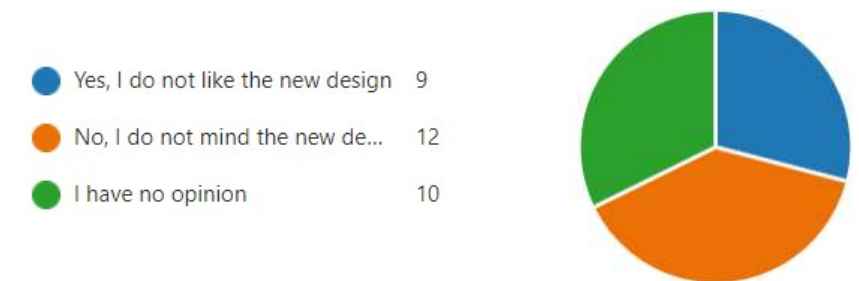 Yes, I do not like the new design 9
No, I do not mind the new de... 12
I have no opinion 10